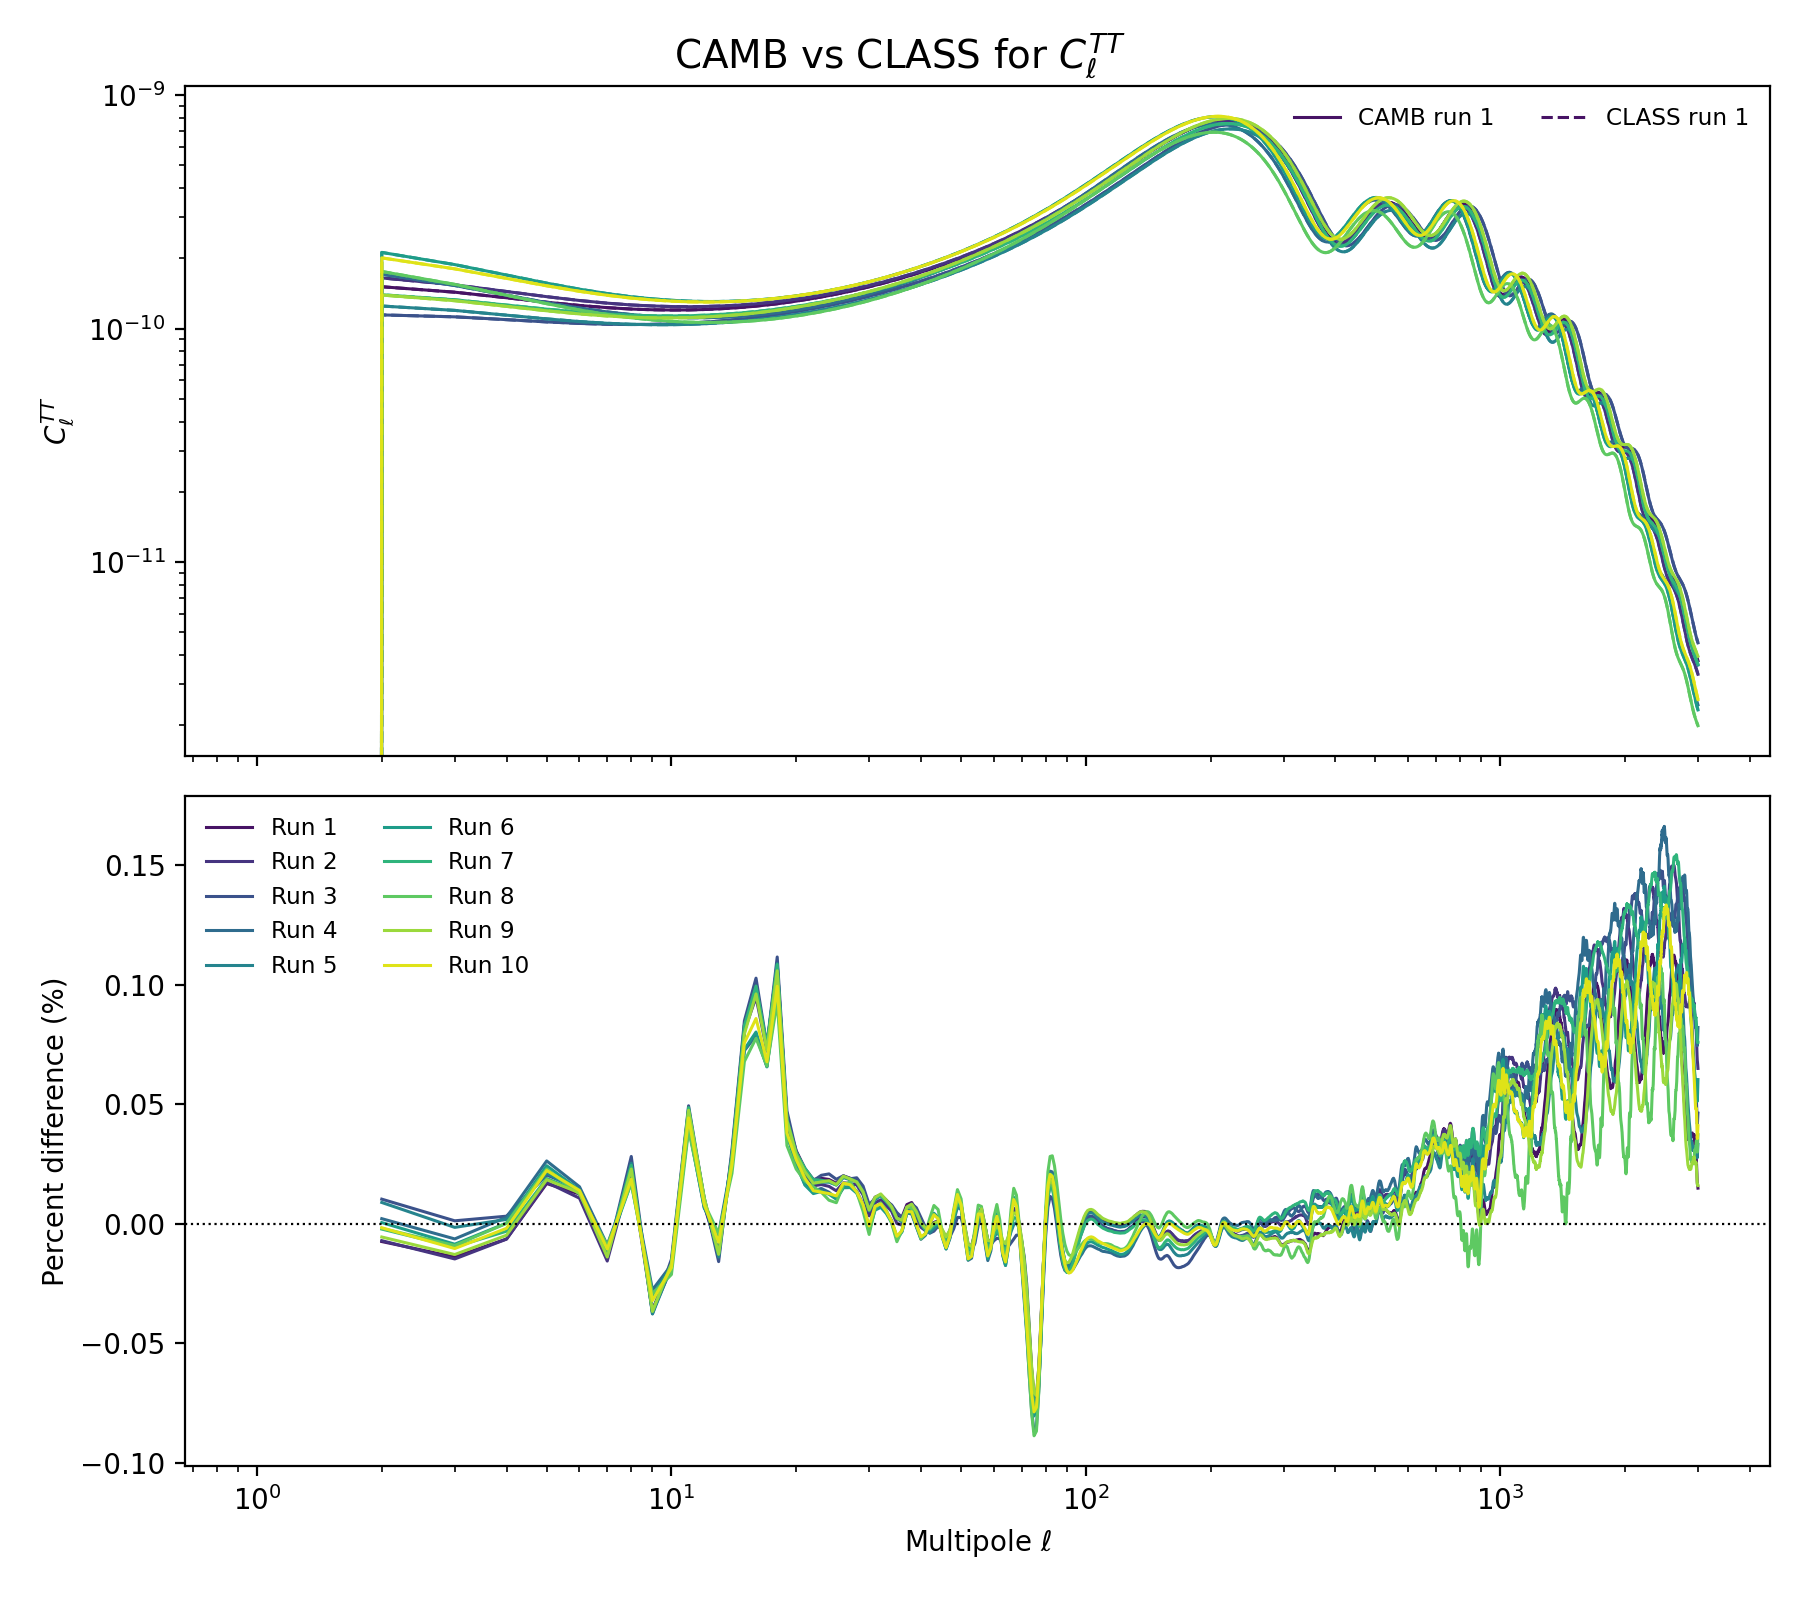 CAMB vs CLASS for $C_\ell^{TT}$
CAMB run 1
CLASS run 1
$C_\ell^{TT}$
$10^{-9}$
$10^{-10}$
$10^{-11}$
Run 1
Run 2
Run 3
Run 4
Run 5
Run 6
Run 7
Run 8
Run 9
Run 10
Percent difference (%)
0.15
0.10
0.05
0.00
−0.05
−0.10
$10^0$
$10^1$
$10^2$
$10^3$
Multipole ℓ